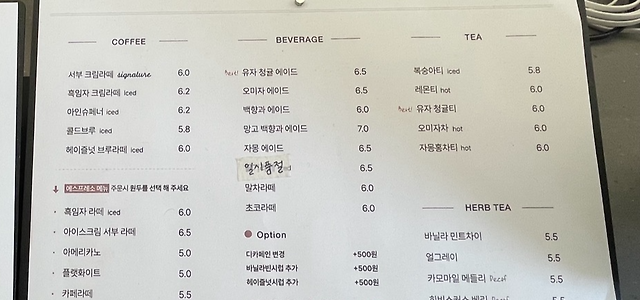 COFFEE
서부 크림라떼 signature 6.0
흑임자 크림라떼 iced 6.2
아인슈페너 iced 6.2
콜드브루 iced 5.8
헤이즐넛 브루라떼 iced 6.0
에스프레소 메뉴 주문시 원두를 선택 해 주세요
흑임자 라떼 iced 6.0
아이스크림 서부 라떼 6.5
아메리카노 5.0
플랫화이트 5.0
카페라떼 5.5
BEVERAGE
Best! 유자 청귤 에이드 6.5
오미자 에이드 6.5
백향과 에이드 6.0
망고 백향과 에이드 7.0
자몽 에이드 6.5
일시품절 6.5
말차라떼 6.0
초코라떼 6.0
Option
디카페인 변경 +500원
바닐라빈시럽 추가 +500원
헤이즐넛시럽 추가 +500원
TEA
복숭아티 iced 5.8
레몬티 hot 6.0
Best! 유자 청귤티 6.0
오미자차 hot 6.0
자몽홍차티 hot 6.0
HERB TEA
바닐라 민트차이 5.5
얼그레이 5.5
카모마일 메들리 Decaf 5.5
히비스커스 베리 Decaf 5.5